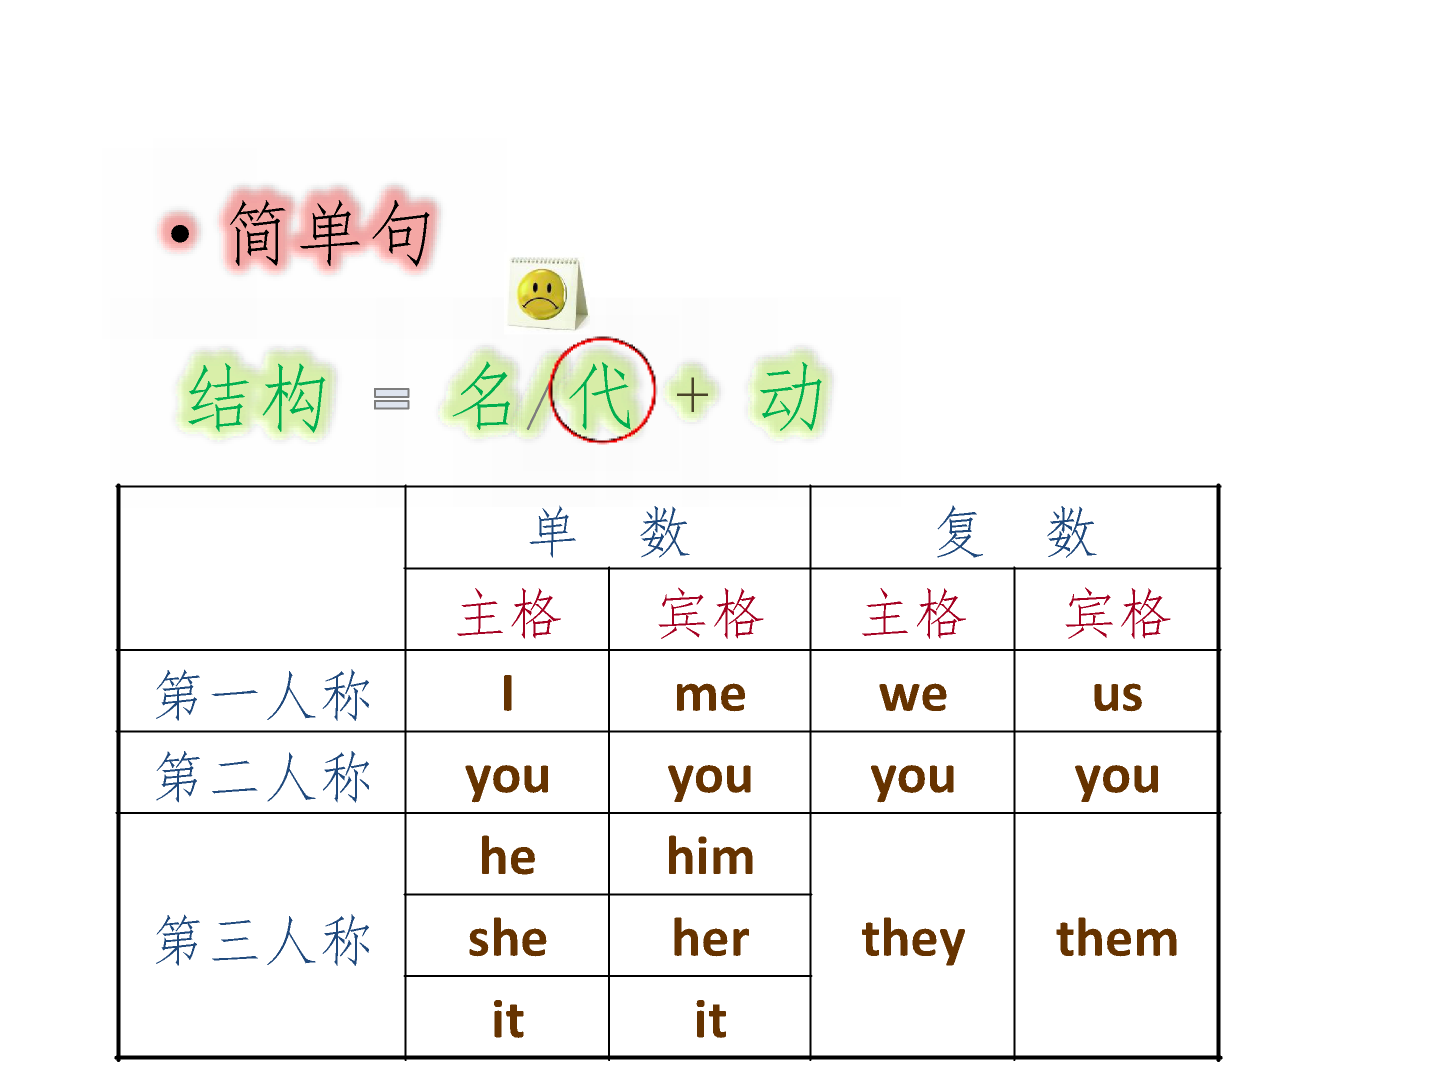 • 简单句
结构 = 名/代 + 动
单 数 复 数
主格 宾格 主格 宾格
第一人称 I me we us
第二人称 you you you you
he him
第三人称 she her they them
it it